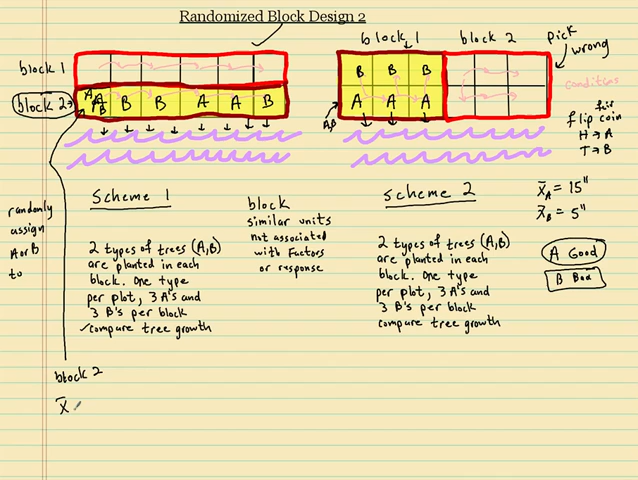 Randomized Block Design 2
block 1
block 2
A
A B B A A B
B
block 1
block 2
B B B
A A A
A,B
pick
wrong
conditions
fair
flip coin
H → A
T → B
X̄A = 15"
X̄B = 5"
A Good
B Bad
randomly
assign
A or B
to
Scheme 1
2 types of trees (A,B)
are planted in each
block. One type
per plot, 3 A's and
3 B's per block
compare tree growth
block
similar units
not associated
with Factors
or response
scheme 2
2 types of trees (A,B)
are planted in each
block. One type
per plot, 3 A's and
3 B's per block
compare tree growth
block 2
X̄